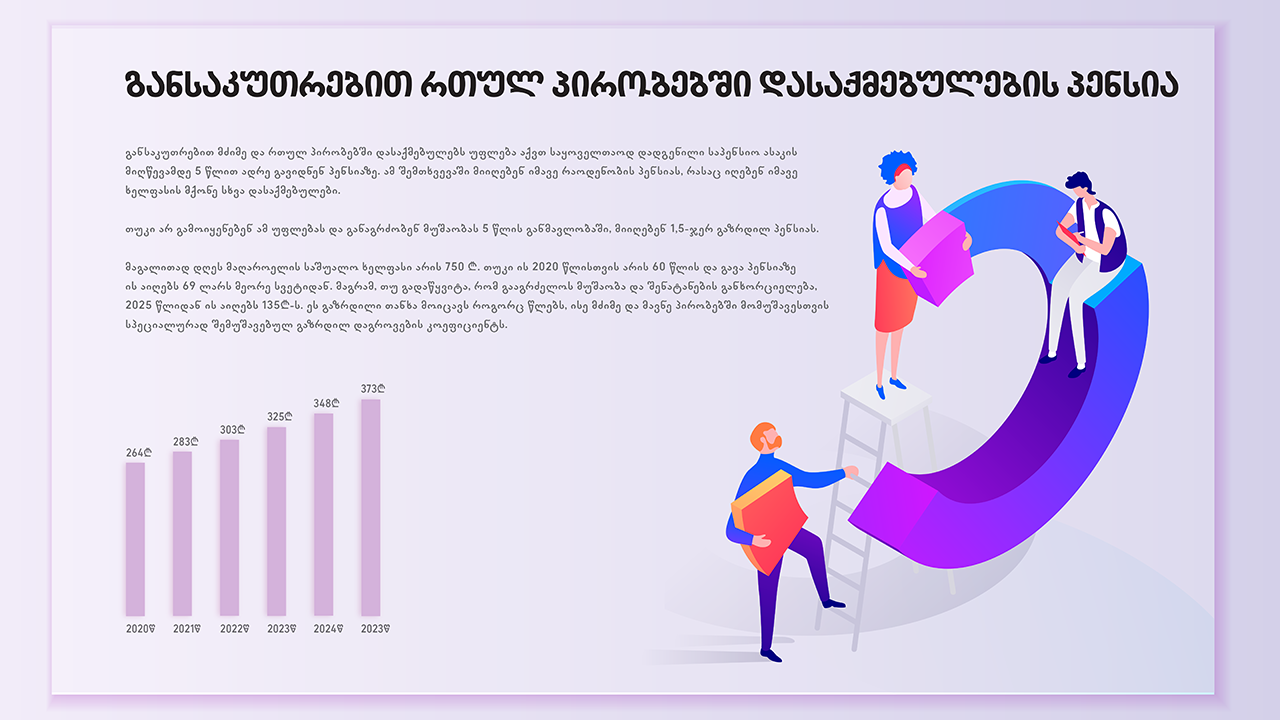 განსაკუთრებით რთულ პირობებში დასაქმებულების პენსია
განსაკუთრებით მძიმე და რთულ პირობებში დასაქმებულებს უფლება აქვთ საყოველთაოდ დადგენილი საპენსიო ასაკის
მიღწევამდე 5 წლით ადრე გავიდნენ პენსიაზე. ამ შემთხვევაში მიიღებენ იმავე რაოდენობის პენსიას, რასაც იღებენ იმავე
ხელფასის მქონე სხვა დასაქმებულები.
თუკი არ გამოიყენებენ ამ უფლებას და განაგრძობენ მუშაობას 5 წლის განმავლობაში, მიიღებენ 1,5-ჯერ გაზრდილ პენსიას.
მაგალითად დღეს მაღაროელის საშუალო ხელფასი არის 750 ₾. თუკი ის 2020 წლისთვის არის 60 წლის და გავა პენსიაზე
ის აიღებს 69 ლარს მეორე სვეტიდან. მაგრამ, თუ გადაწყვიტა რომ გააგრძელოს მუშაობა და შენატანების განხორციელება,
2025 წლიდან ის აიღებს 135₾-ს. ეს გაზრდილი თანხა მოიცავს როგორც წლებს, ისე მძიმე და მავნე პირობებში მომუშავესთვის
სპეციალურად შემუშავებულ გაზრდილ დაგროვების კოეფიციენტს.
264₾ 283₾ 303₾ 325₾ 348₾ 373₾
2020წ 2021წ 2022წ 2023წ 2024წ 2023წ